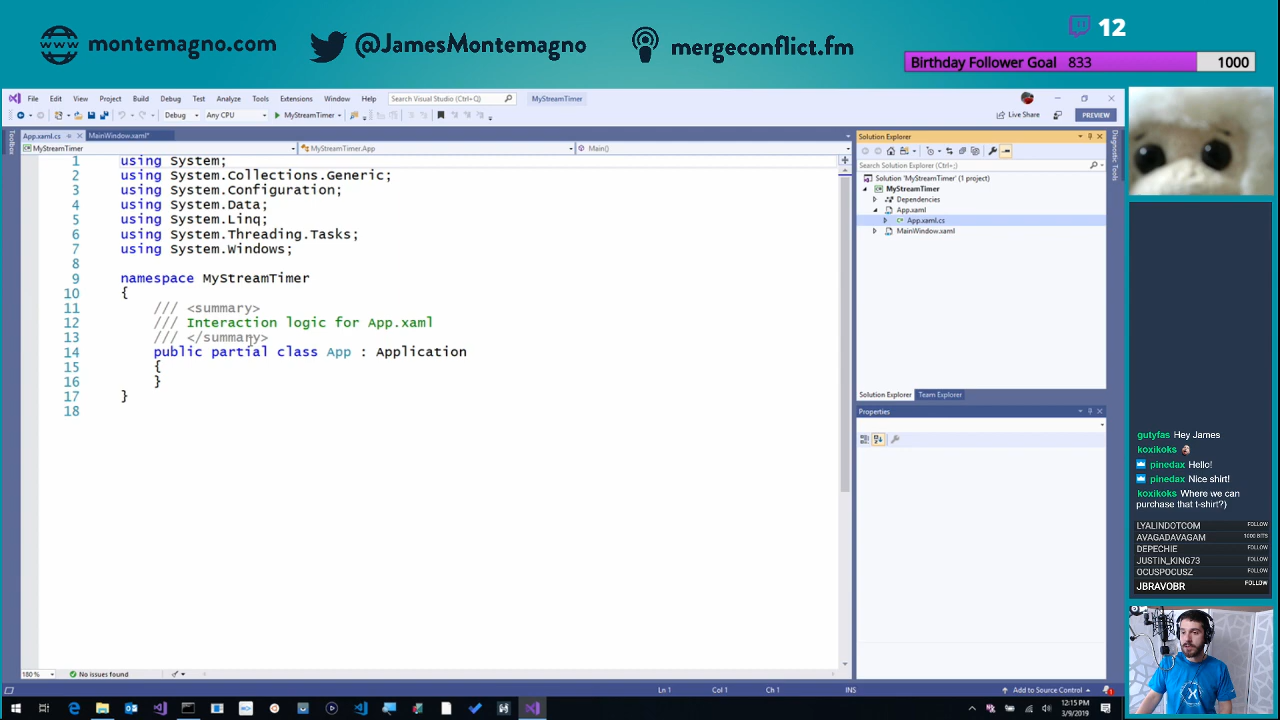 montemagno.com
@JamesMontemagno
mergeconflict.fm
12
Birthday Follower Goal 833 1000
File Edit View Project Build Debug Test Analyze Tools Extensions Window Help Search Visual Studio (Ctrl+Q) MyStreamTimer
Debug Any CPU MyStreamTimer Live Share PREVIEW
Toolbox
App.xaml.cs MainWindow.xaml*
MyStreamTimer MyStreamTimer.App Main()
1 using System;
2 using System.Collections.Generic;
3 using System.Configuration;
4 using System.Data;
5 using System.Linq;
6 using System.Threading.Tasks;
7 using System.Windows;
8
9 namespace MyStreamTimer
10 {
11 /// <summary>
12 /// Interaction logic for App.xaml
13 /// </summary>
14 public partial class App : Application
15 {
16 }
17 }
18
180 % No issues found
Solution Explorer
Search Solution Explorer (Ctrl+;)
Solution 'MyStreamTimer' (1 project)
MyStreamTimer
Dependencies
App.xaml
App.xaml.cs
MainWindow.xaml
Solution Explorer Team Explorer
Properties
Diagnostic Tools
gutyfas Hey James
koxikoks
pinedax Hello!
pinedax Nice shirt!
koxikoks Where we can
purchase that t-shirt?)
LYALINDOTCOM FOLLOW
AVAGADAVAGAM 1000 BITS
DEPECHIE FOLLOW
JUSTIN_KING73 FOLLOW
OCUSPOCUSZ FOLLOW
JBRAVOBR FOLLOW
Ln 1 Col 1 Ch 1 INS Add to Source Control
12:15 PM
3/9/2019